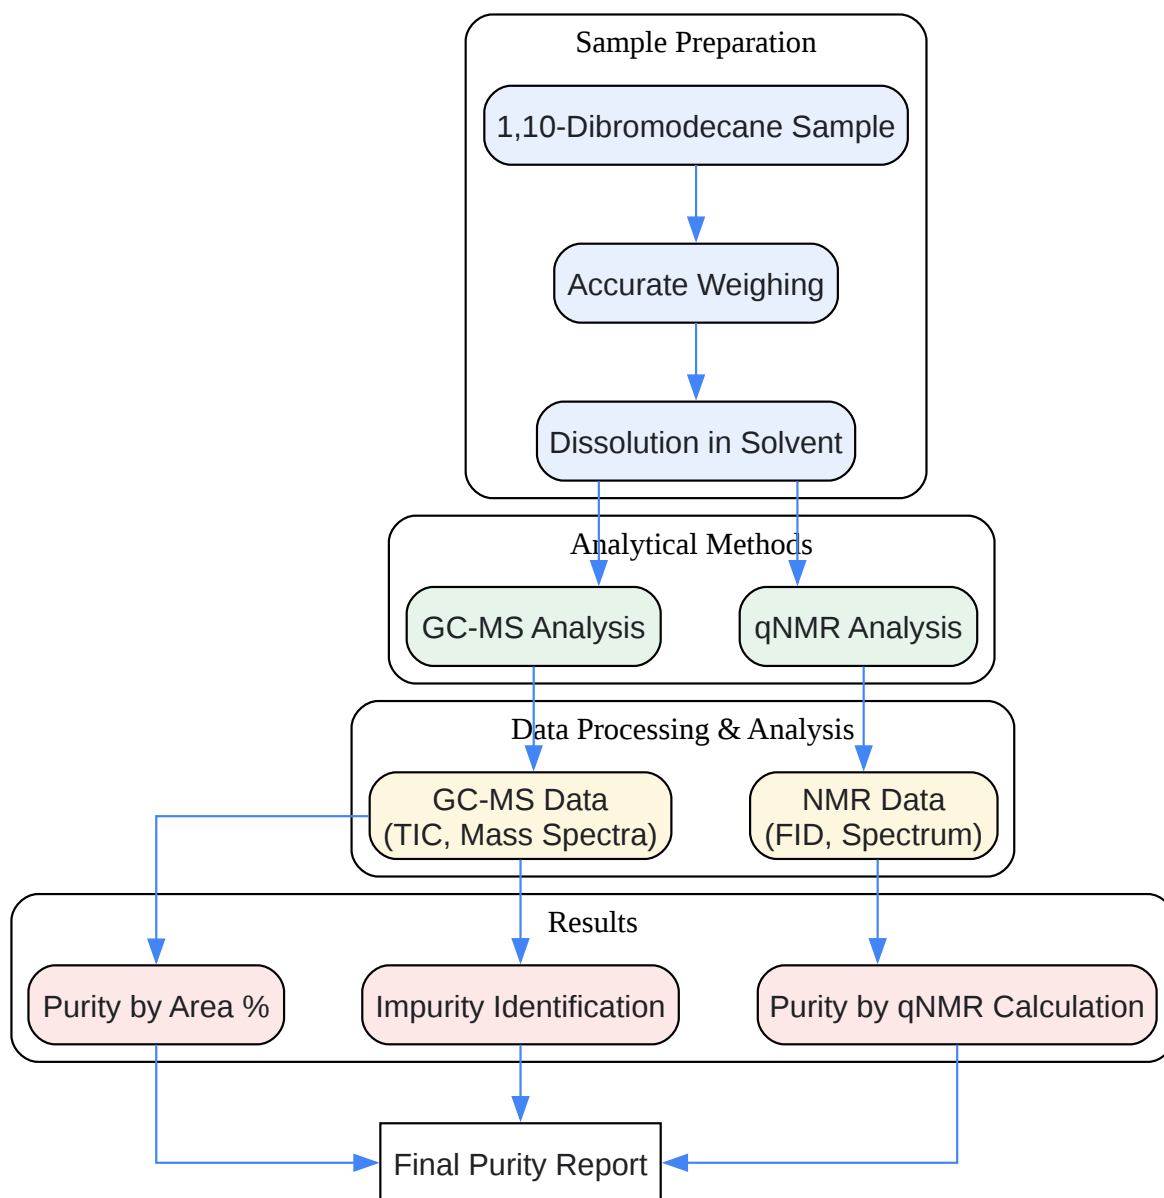 Sample Preparation
1,10-Dibromodecane Sample
Accurate Weighing
Dissolution in Solvent
Analytical Methods
GC-MS Analysis
qNMR Analysis
Data Processing & Analysis
GC-MS Data
(TIC, Mass Spectra)
NMR Data
(FID, Spectrum)
Results
Purity by Area %
Impurity Identification
Purity by qNMR Calculation
Final Purity Report